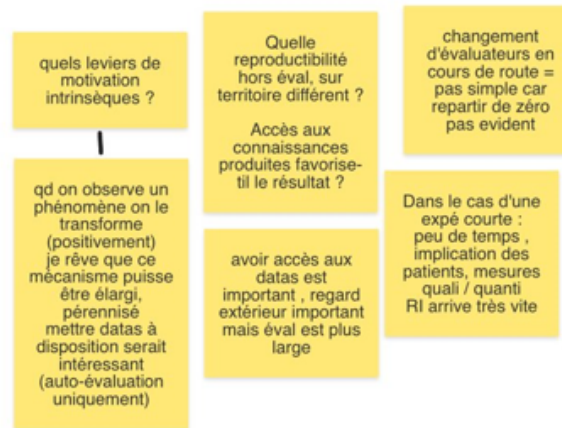 quels leviers de
motivation
intrinsèques ?
qd on observe un
phénomène on le
transforme
(positivement)
je rêve que ce
mécanisme puisse
être élargi,
pérennisé
mettre datas à
disposition serait
intéressant
(auto-évaluation
uniquement)
Quelle
reproductibilité
hors éval, sur
territoire différent ?
Accès aux
connaissances
produites favorise-
til le résultat ?
avoir accès aux
datas est
important , regard
extérieur important
mais éval est plus
large
changement
d'évaluateurs en
cours de route =
pas simple car
repartir de zéro
pas evident
Dans le cas d'une
expé courte :
peu de temps ,
implication des
patients, mesures
quali / quanti
RI arrive très vite